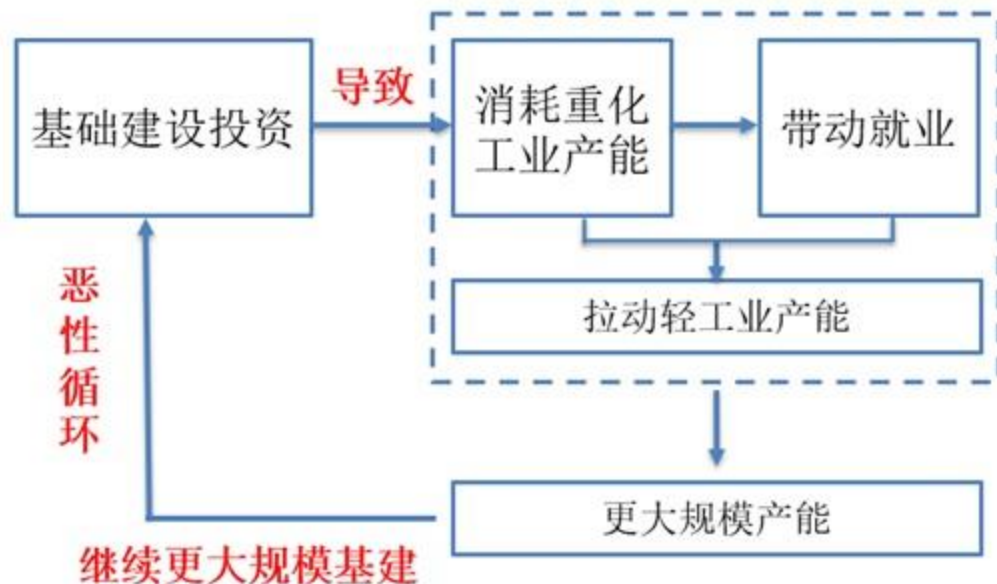 基础建设投资
导致
消耗重化
工业产能
带动就业
拉动轻工业产能
更大规模产能
继续更大规模基建
恶
性
循
环